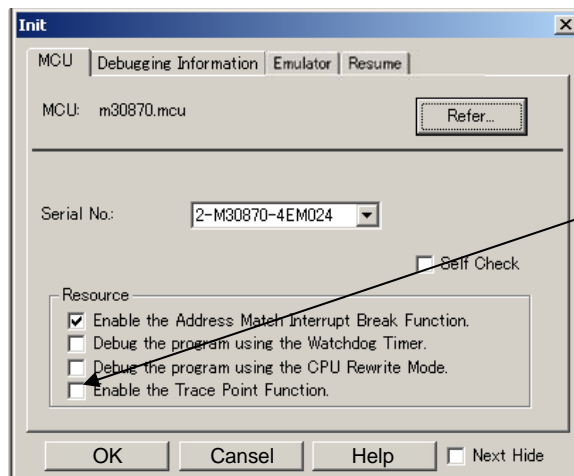 Init
MCU Debugging Information Emulator Resume
MCU: m30870.mcu Refer...
Serial No.: 2-M30870-4EM024
Self Check
Resource
Enable the Address Match Interrupt Break Function.
Debug the program using the Watchdog Timer.
Debug the program using the CPU Rewrite Mode.
Enable the Trace Point Function.
OK Cansel Help Next Hide